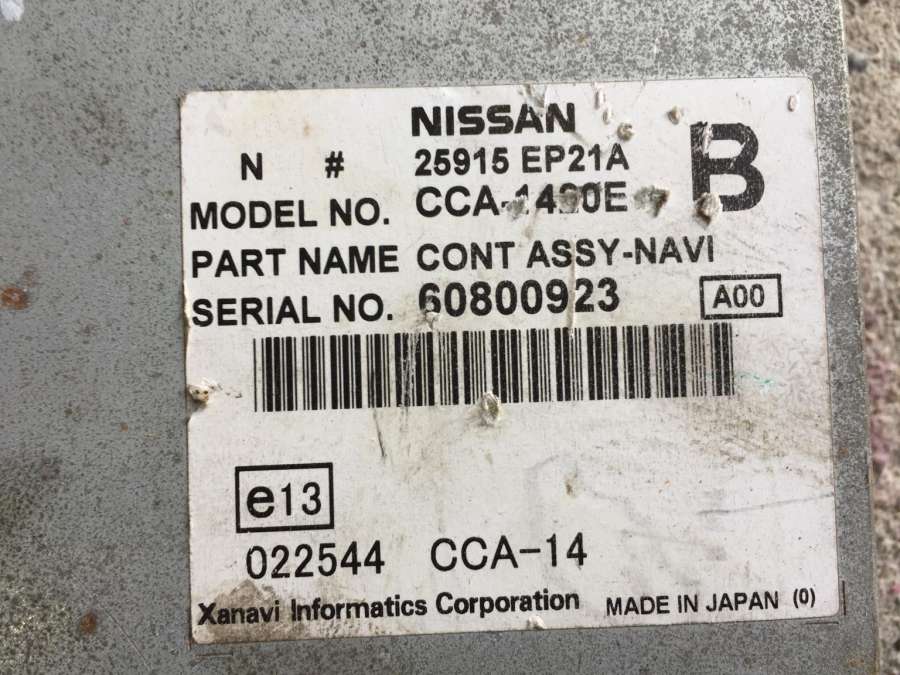 NISSAN
N # 25915 EP21A B
MODEL NO.
PART NAME CONT ASSY-NAVI
SERIAL NO. 60800923 A00
e13
022544 CCA-14
Xanavi Informatics Corporation MADE IN JAPAN (0)